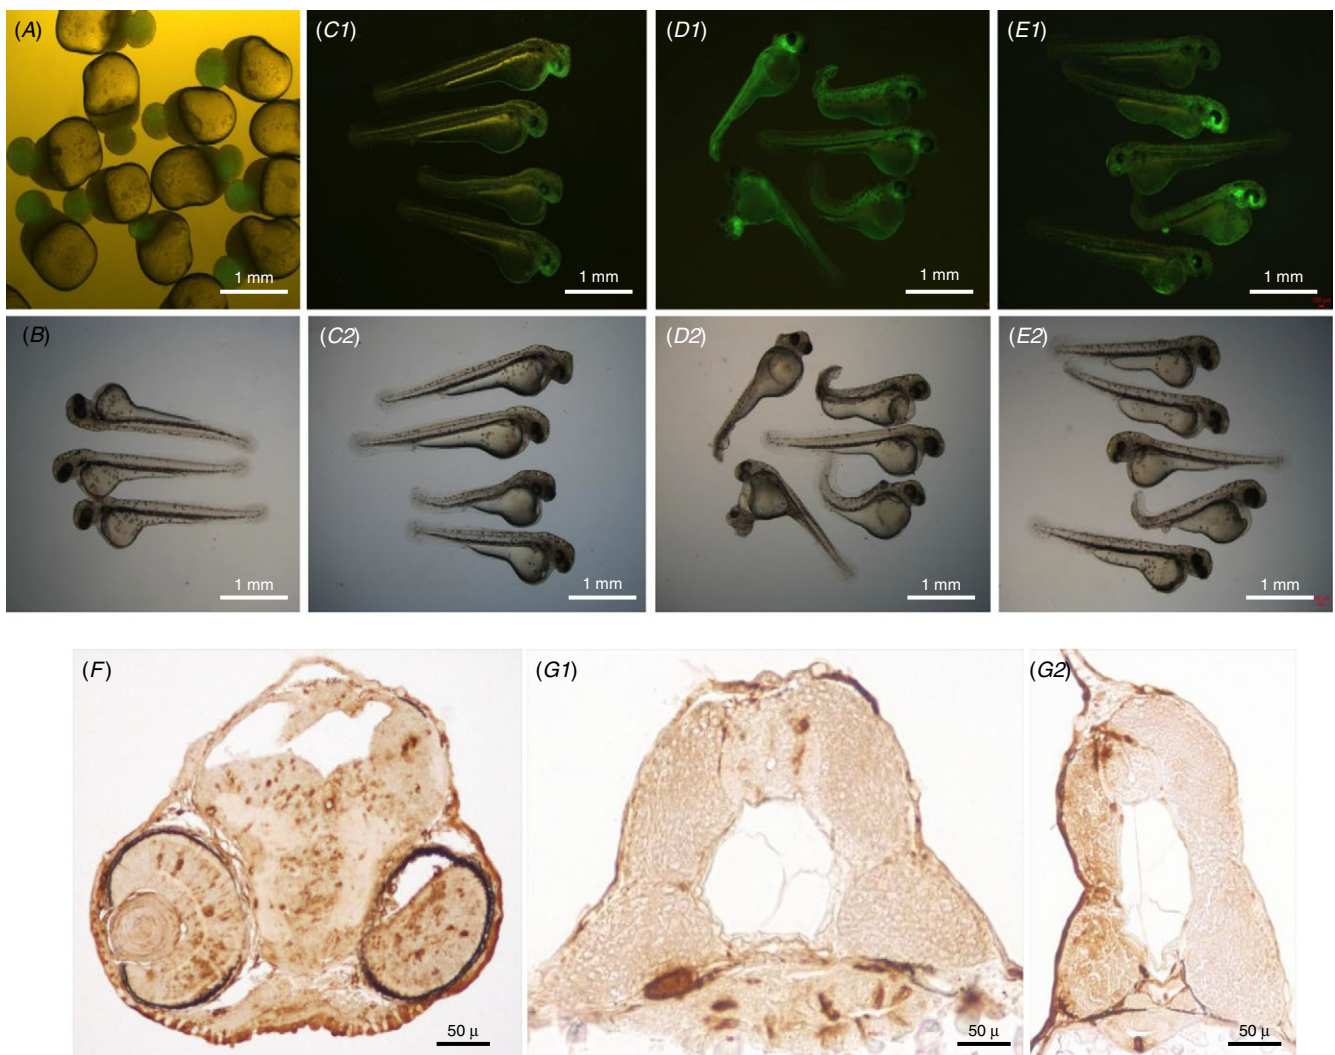 (A)
(C1)
(D1)
(E1)
1 mm
1 mm
1 mm
1 mm
(B)
(C2)
(D2)
(E2)
1 mm
1 mm
1 mm
1 mm
(F)
(G1)
(G2)
50 µ
50 µ
50 µ